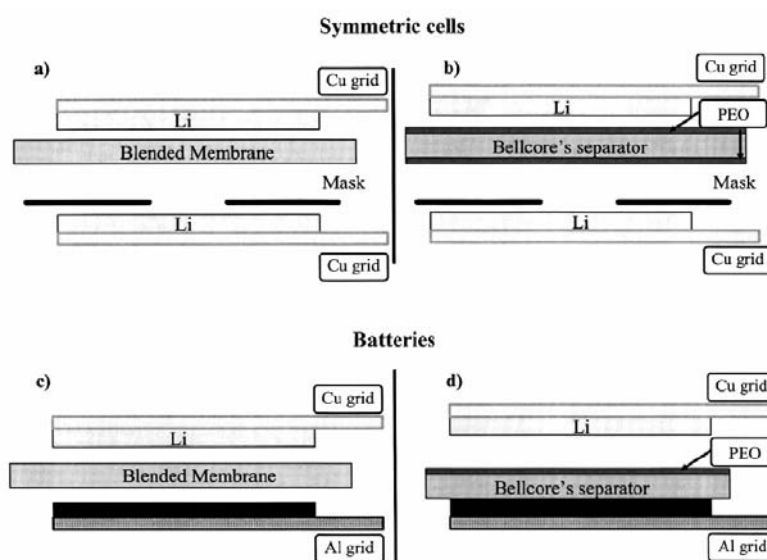 Symmetric cells
a)
Cu grid
Li
Blended Membrane
Mask
Li
Cu grid
b)
Cu grid
Li
PEO
Bellcore's separator
Mask
Li
Cu grid
Batteries
c)
Cu grid
Li
Blended Membrane
Al grid
d)
Cu grid
Li
PEO
Bellcore's separator
Al grid